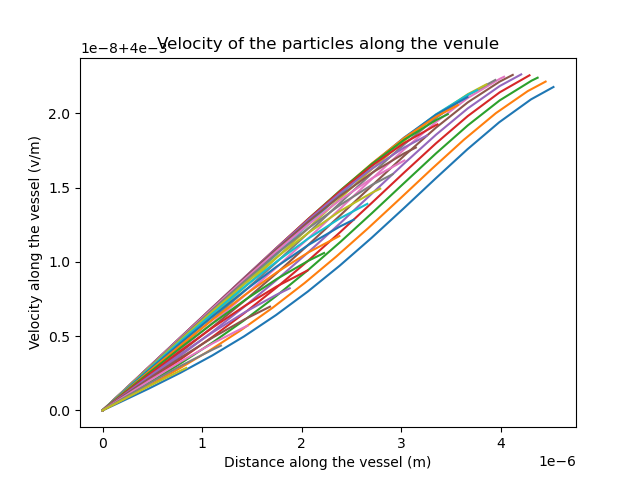 Velocity of the particles along the venule
1e−8+4e−3
Velocity along the vessel (v/m)
2.0
1.5
1.0
0.5
0.0
0 1 2 3 4
1e−6
Distance along the vessel (m)